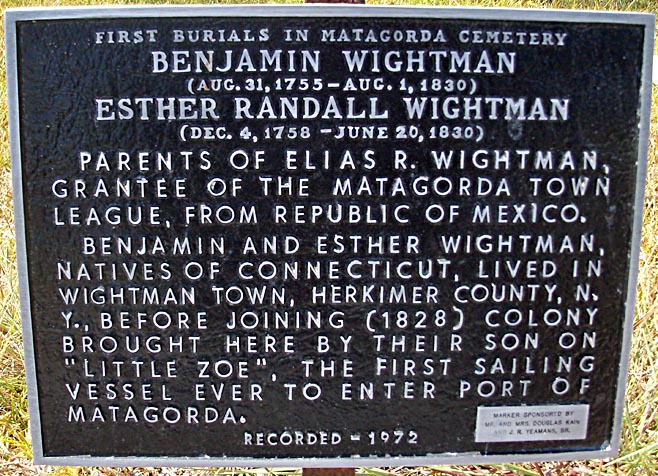 FIRST BURIALS IN MATAGORDA CEMETERY
BENJAMIN WIGHTMAN
(AUG. 31, 1755 - AUG. 1, 1830)
ESTHER RANDALL WIGHTMAN
(DEC. 4, 1758 - JUNE 20, 1830)
PARENTS OF ELIAS R. WIGHTMAN,
GRANTEE OF THE MATAGORDA TOWN
LEAGUE, FROM REPUBLIC OF MEXICO.
BENJAMIN AND ESTHER WIGHTMAN,
NATIVES OF CONNECTICUT, LIVED IN
WIGHTMAN TOWN, HERKIMER COUNTY, N.
Y., BEFORE JOINING (1828) COLONY
BROUGHT HERE BY THEIR SON ON
"LITTLE ZOE", THE FIRST SAILING
VESSEL EVER TO ENTER PORT OF
MATAGORDA.
RECORDED - 1972
MARKER SPONSORED BY
MR. AND MRS. DOUGLAS KAIN
AND J. R. YEAMANS, SR.